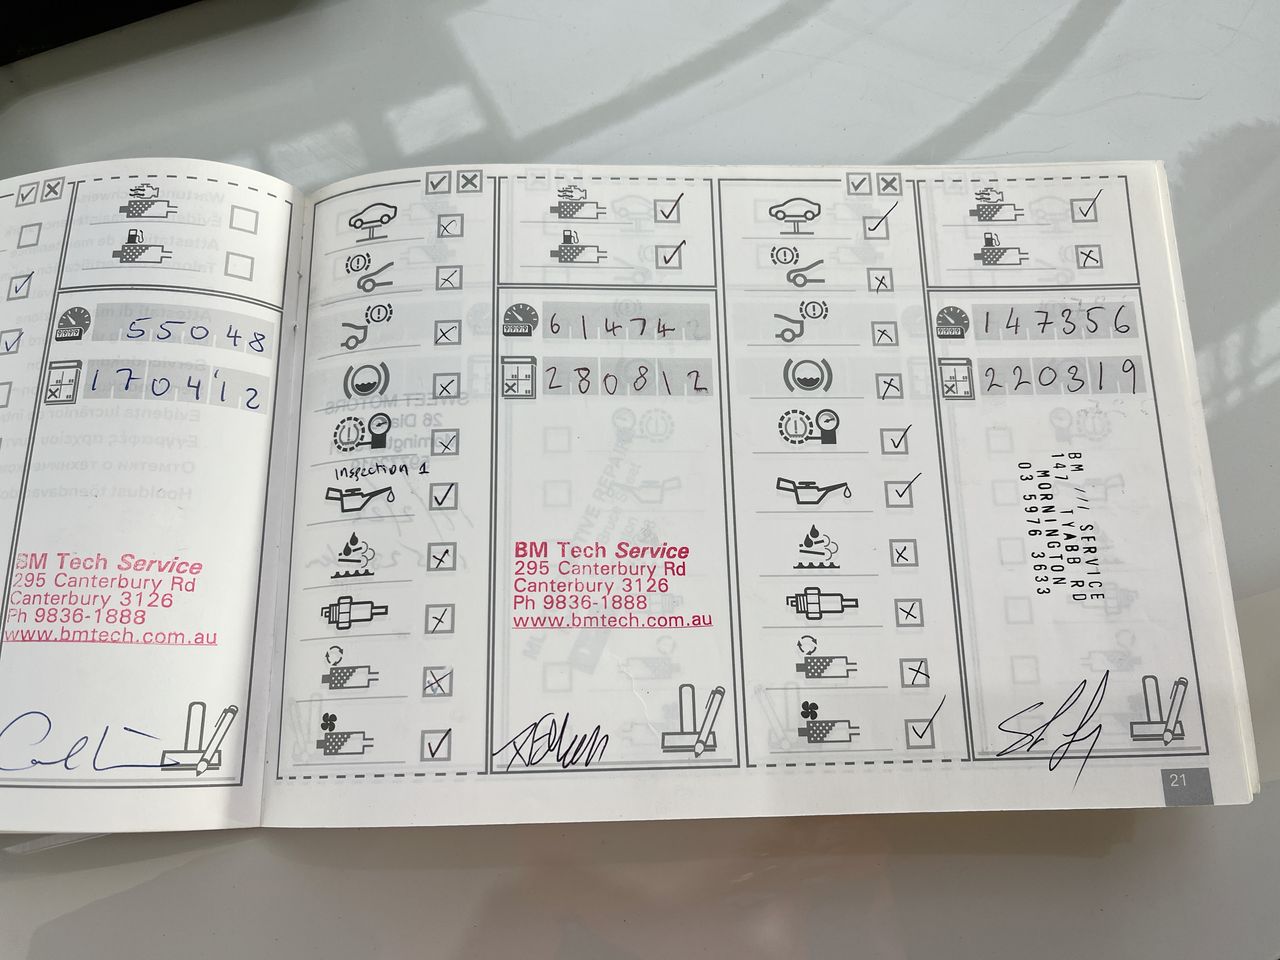 55048
170412
BM Tech Service
295 Canterbury Rd
Canterbury 3126
Ph 9836-1888
www.bmtech.com.au
Inspection 1
61474
280812
BM Tech Service
295 Canterbury Rd
Canterbury 3126
Ph 9836-1888
www.bmtech.com.au
147356
220319
BM /// SERVICE
147 TYABB RD
MORNINGTON
03 5976 3633
21